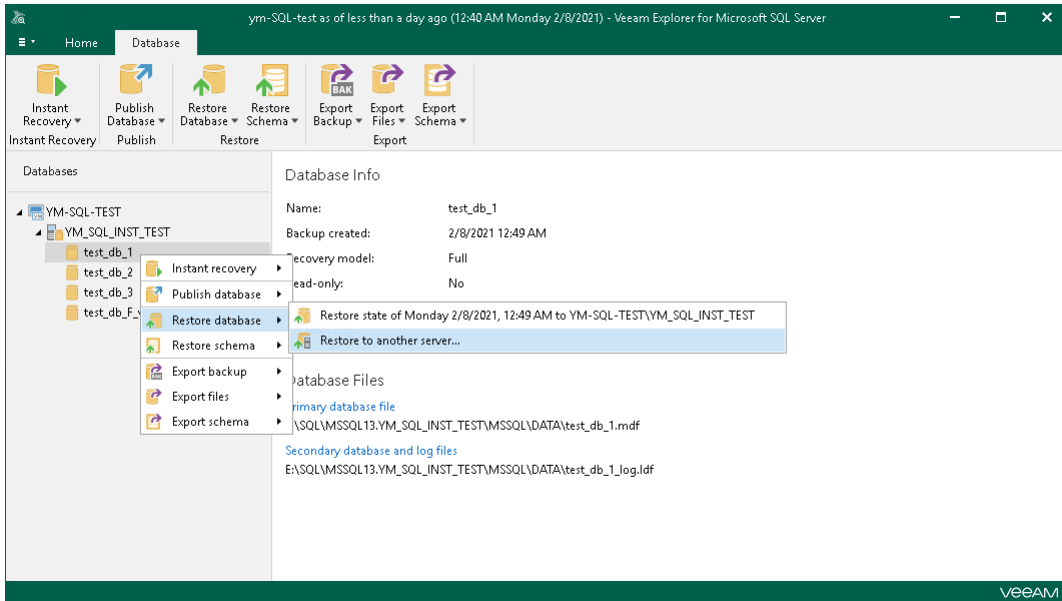 ym-SQL-test as of less than a day ago (12:40 AM Monday 2/8/2021) - Veeam Explorer for Microsoft SQL Server
Home Database
Instant Recovery
Publish Database
Restore Database
Restore Schema
BAK
Export Backup
Export Files
Export Schema
Instant Recovery Publish Restore Export
Databases
YM-SQL-TEST
YM_SQL_INST_TEST
test_db_1
test_db_2
test_db_3
test_db_F_
Instant recovery
Publish database
Restore database
Restore schema
Export backup
Export files
Export schema
Restore state of Monday 2/8/2021, 12:49 AM to YM-SQL-TEST\YM_SQL_INST_TEST
Restore to another server...
Database Info
Name: test_db_1
Backup created: 2/8/2021 12:49 AM
ecovery model: Full
ead-only: No
Database Files
rimary database file
:\SQL\MSSQL13.YM_SQL_INST_TEST\MSSQL\DATA\test_db_1.mdf
Secondary database and log files
E:\SQL\MSSQL13.YM_SQL_INST_TEST\MSSQL\DATA\test_db_1_log.ldf
veeam